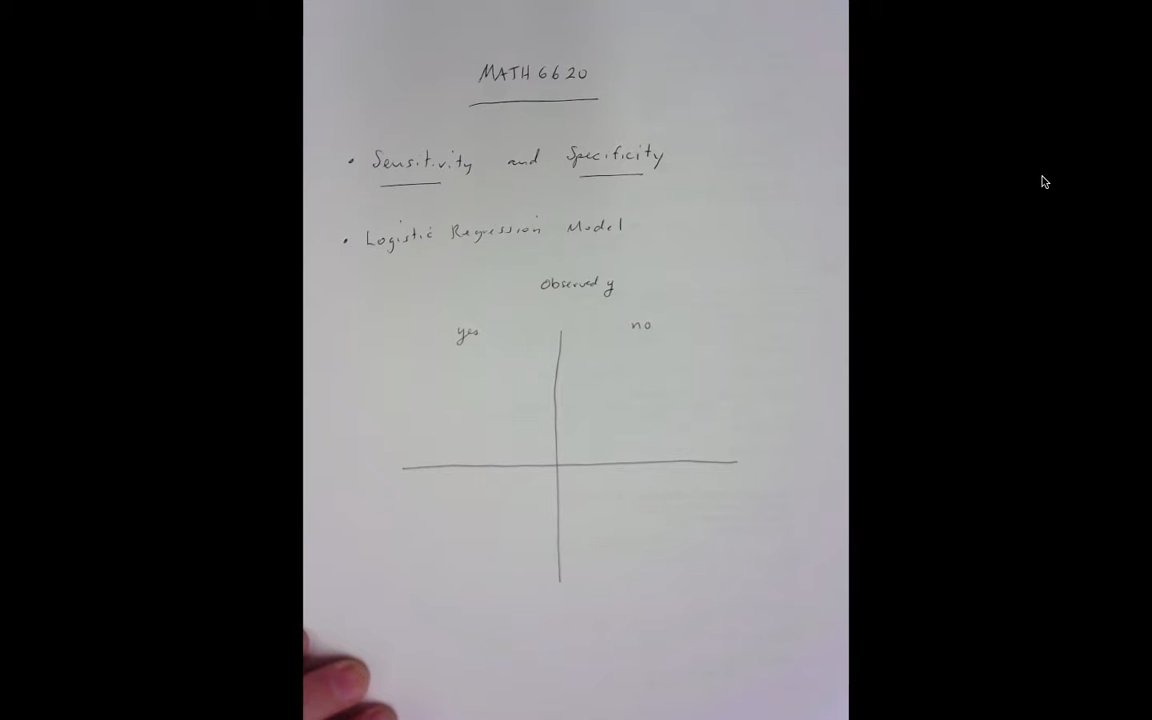 MATH 6620
• Sensitivity and Specificity
• Logistic Regression Model
Observed y
yes no